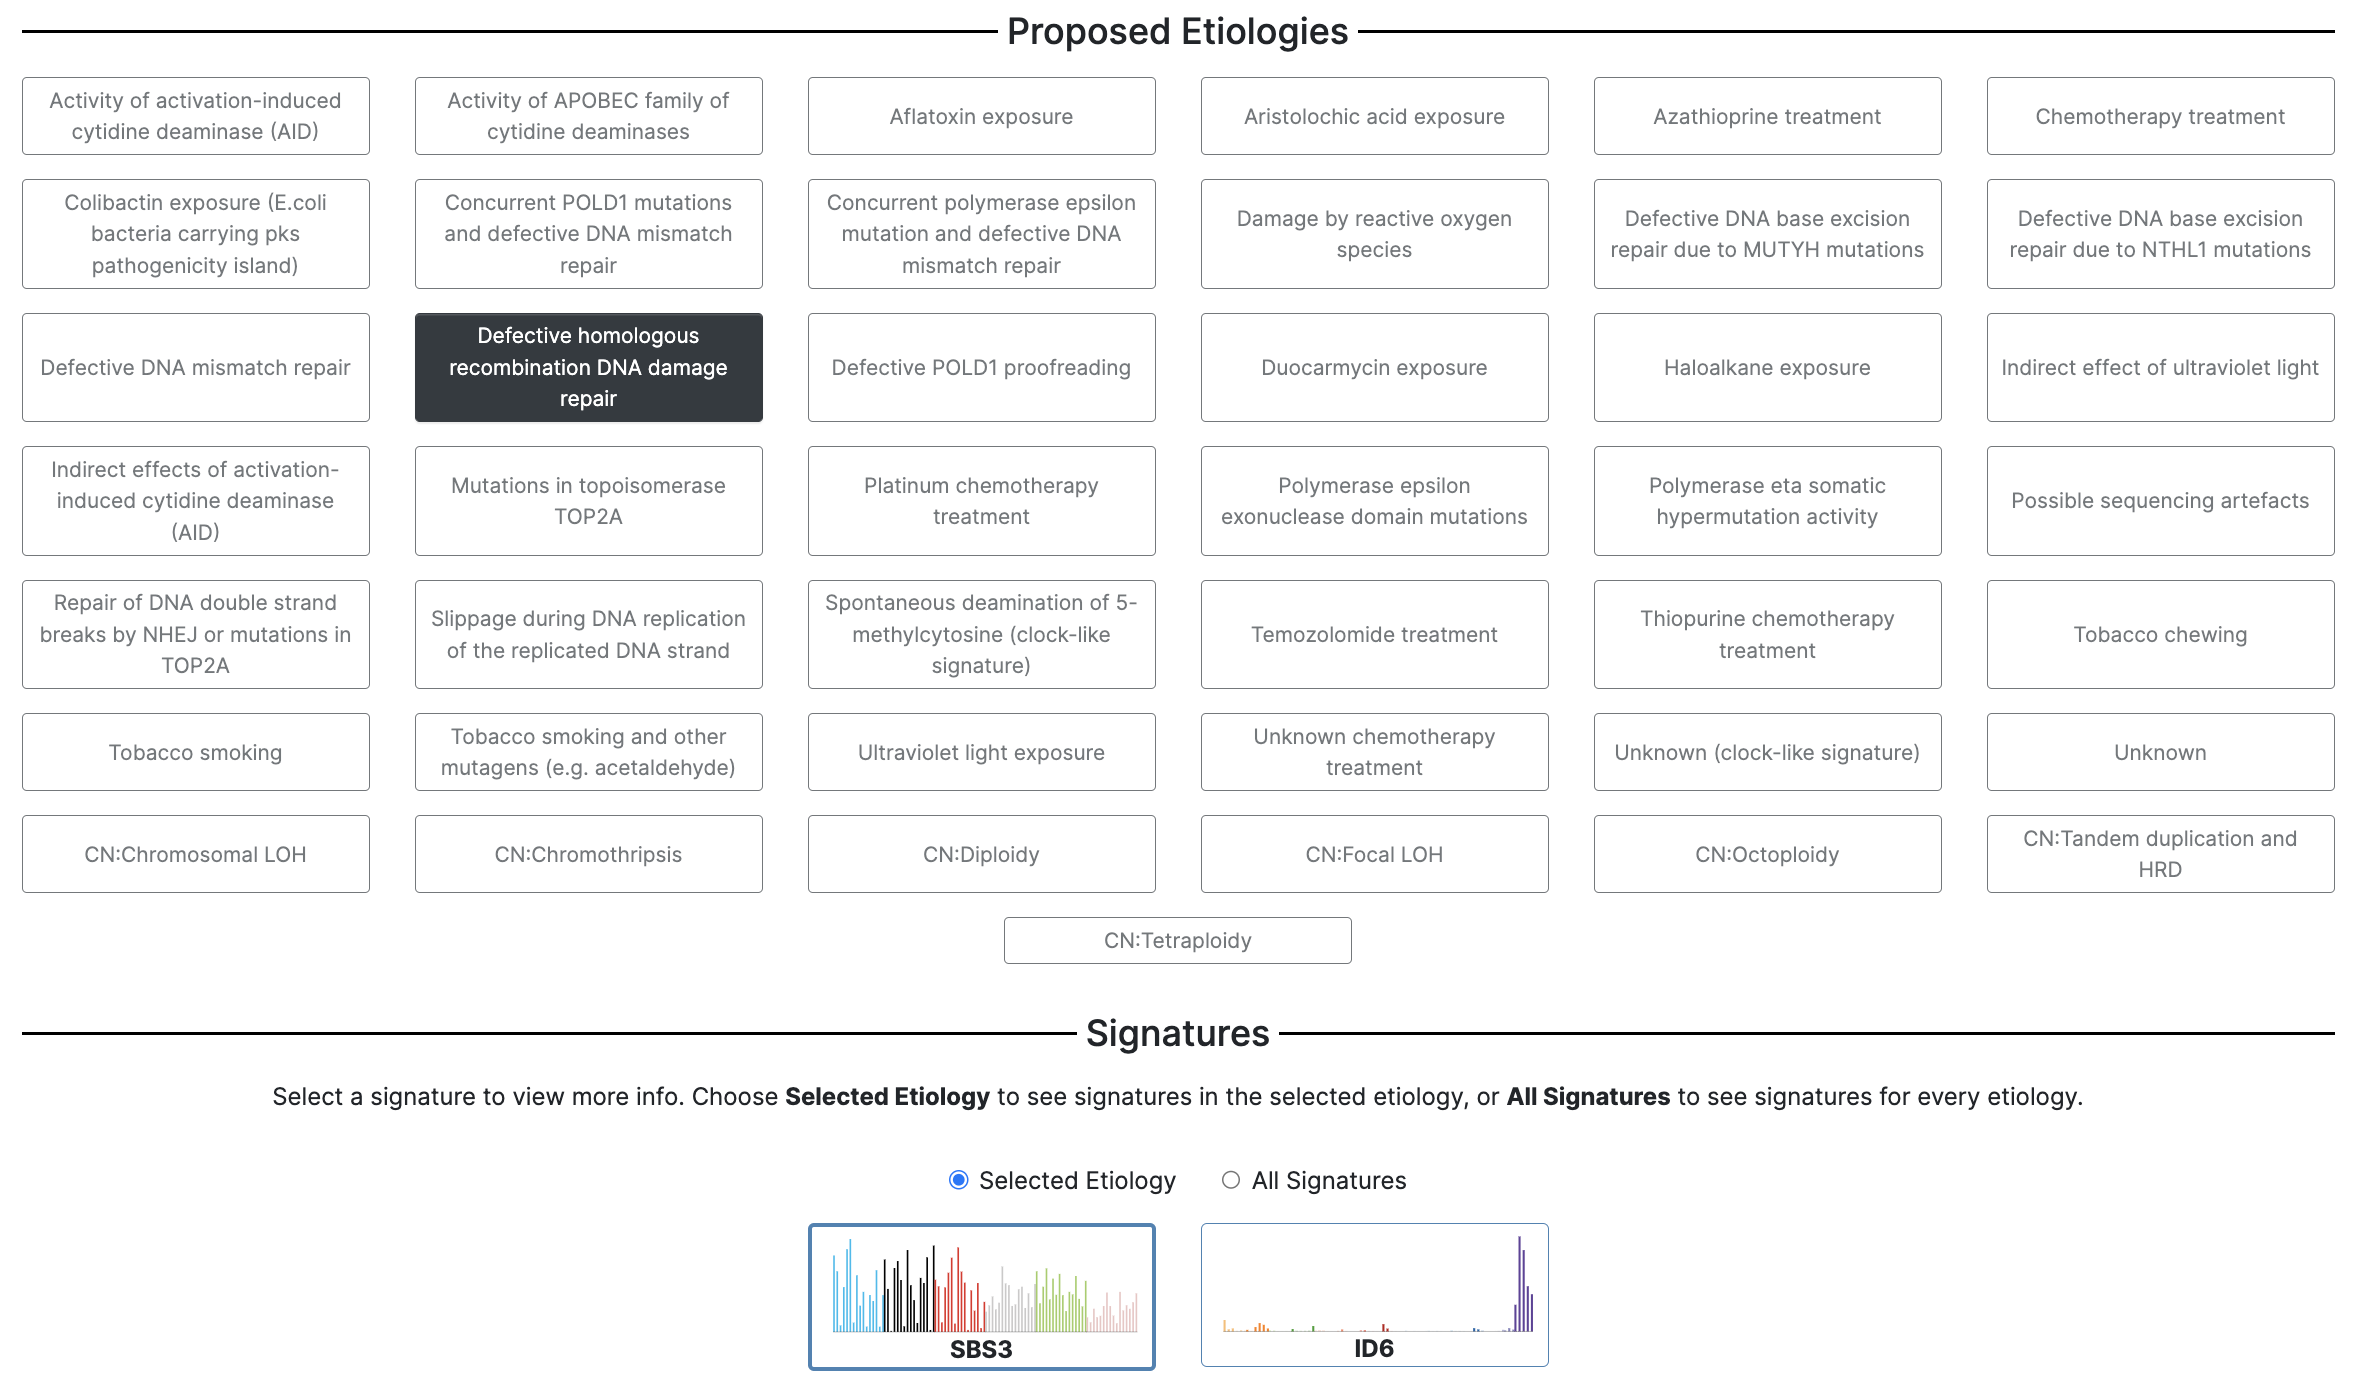 Proposed Etiologies
Activity of activation-induced
cytidine deaminase (AID)
Activity of APOBEC family of
cytidine deaminases
Aflatoxin exposure
Aristolochic acid exposure
Azathioprine treatment
Chemotherapy treatment
Colibactin exposure (E.coli
bacteria carrying pks
pathogenicity island)
Concurrent POLD1 mutations
and defective DNA mismatch
repair
Concurrent polymerase epsilon
mutation and defective DNA
mismatch repair
Damage by reactive oxygen
species
Defective DNA base excision
repair due to MUTYH mutations
Defective DNA base excision
repair due to NTHL1 mutations
Defective DNA mismatch repair
Defective homologous
recombination DNA damage
repair
Defective POLD1 proofreading
Duocarmycin exposure
Haloalkane exposure
Indirect effect of ultraviolet light
Indirect effects of activation-
induced cytidine deaminase
(AID)
Mutations in topoisomerase
TOP2A
Platinum chemotherapy
treatment
Polymerase epsilon
exonuclease domain mutations
Polymerase eta somatic
hypermutation activity
Possible sequencing artefacts
Repair of DNA double strand
breaks by NHEJ or mutations in
TOP2A
Slippage during DNA replication
of the replicated DNA strand
Spontaneous deamination of 5-
methylcytosine (clock-like
signature)
Temozolomide treatment
Thiopurine chemotherapy
treatment
Tobacco chewing
Tobacco smoking
Tobacco smoking and other
mutagens (e.g. acetaldehyde)
Ultraviolet light exposure
Unknown chemotherapy
treatment
Unknown (clock-like signature)
Unknown
CN:Chromosomal LOH
CN:Chromothripsis
CN:Diploidy
CN:Focal LOH
CN:Octoploidy
CN:Tandem duplication and
HRD
CN:Tetraploidy
Signatures
Select a signature to view more info. Choose Selected Etiology to see signatures in the selected etiology, or All Signatures to see signatures for every etiology.
Selected Etiology
All Signatures
SBS3
ID6